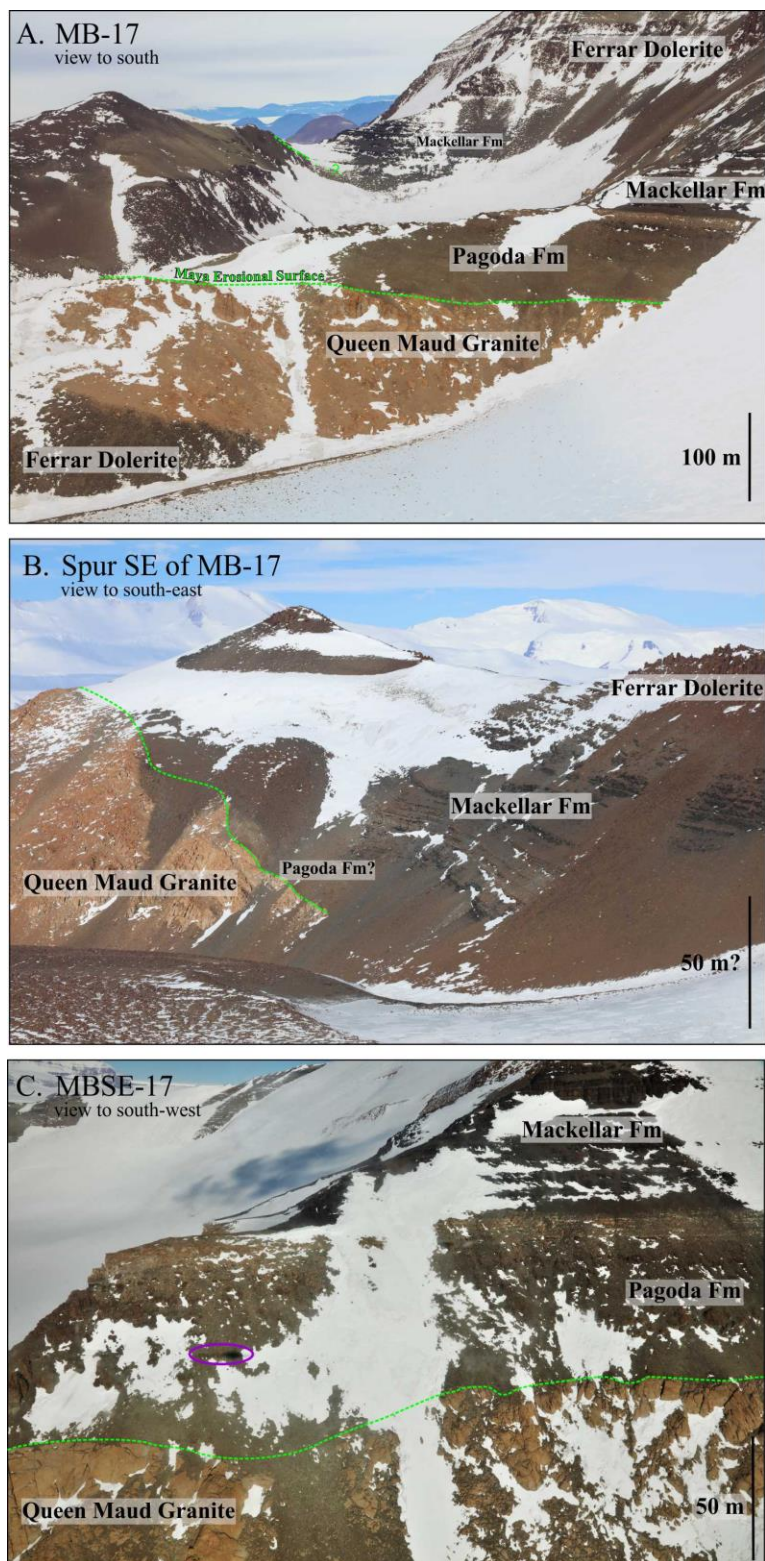 A. MB-17
view to south
Ferrar Dolerite
Mackellar Fm
Mackellar Fm
Pagoda Fm
Maya Erosional Surface
Queen Maud Granite
Ferrar Dolerite
100 m
B. Spur SE of MB-17
view to south-east
Ferrar Dolerite
Mackellar Fm
Pagoda Fm?
Queen Maud Granite
50 m?
C. MBSE-17
view to south-west
Mackellar Fm
Pagoda Fm
Queen Maud Granite
50 m